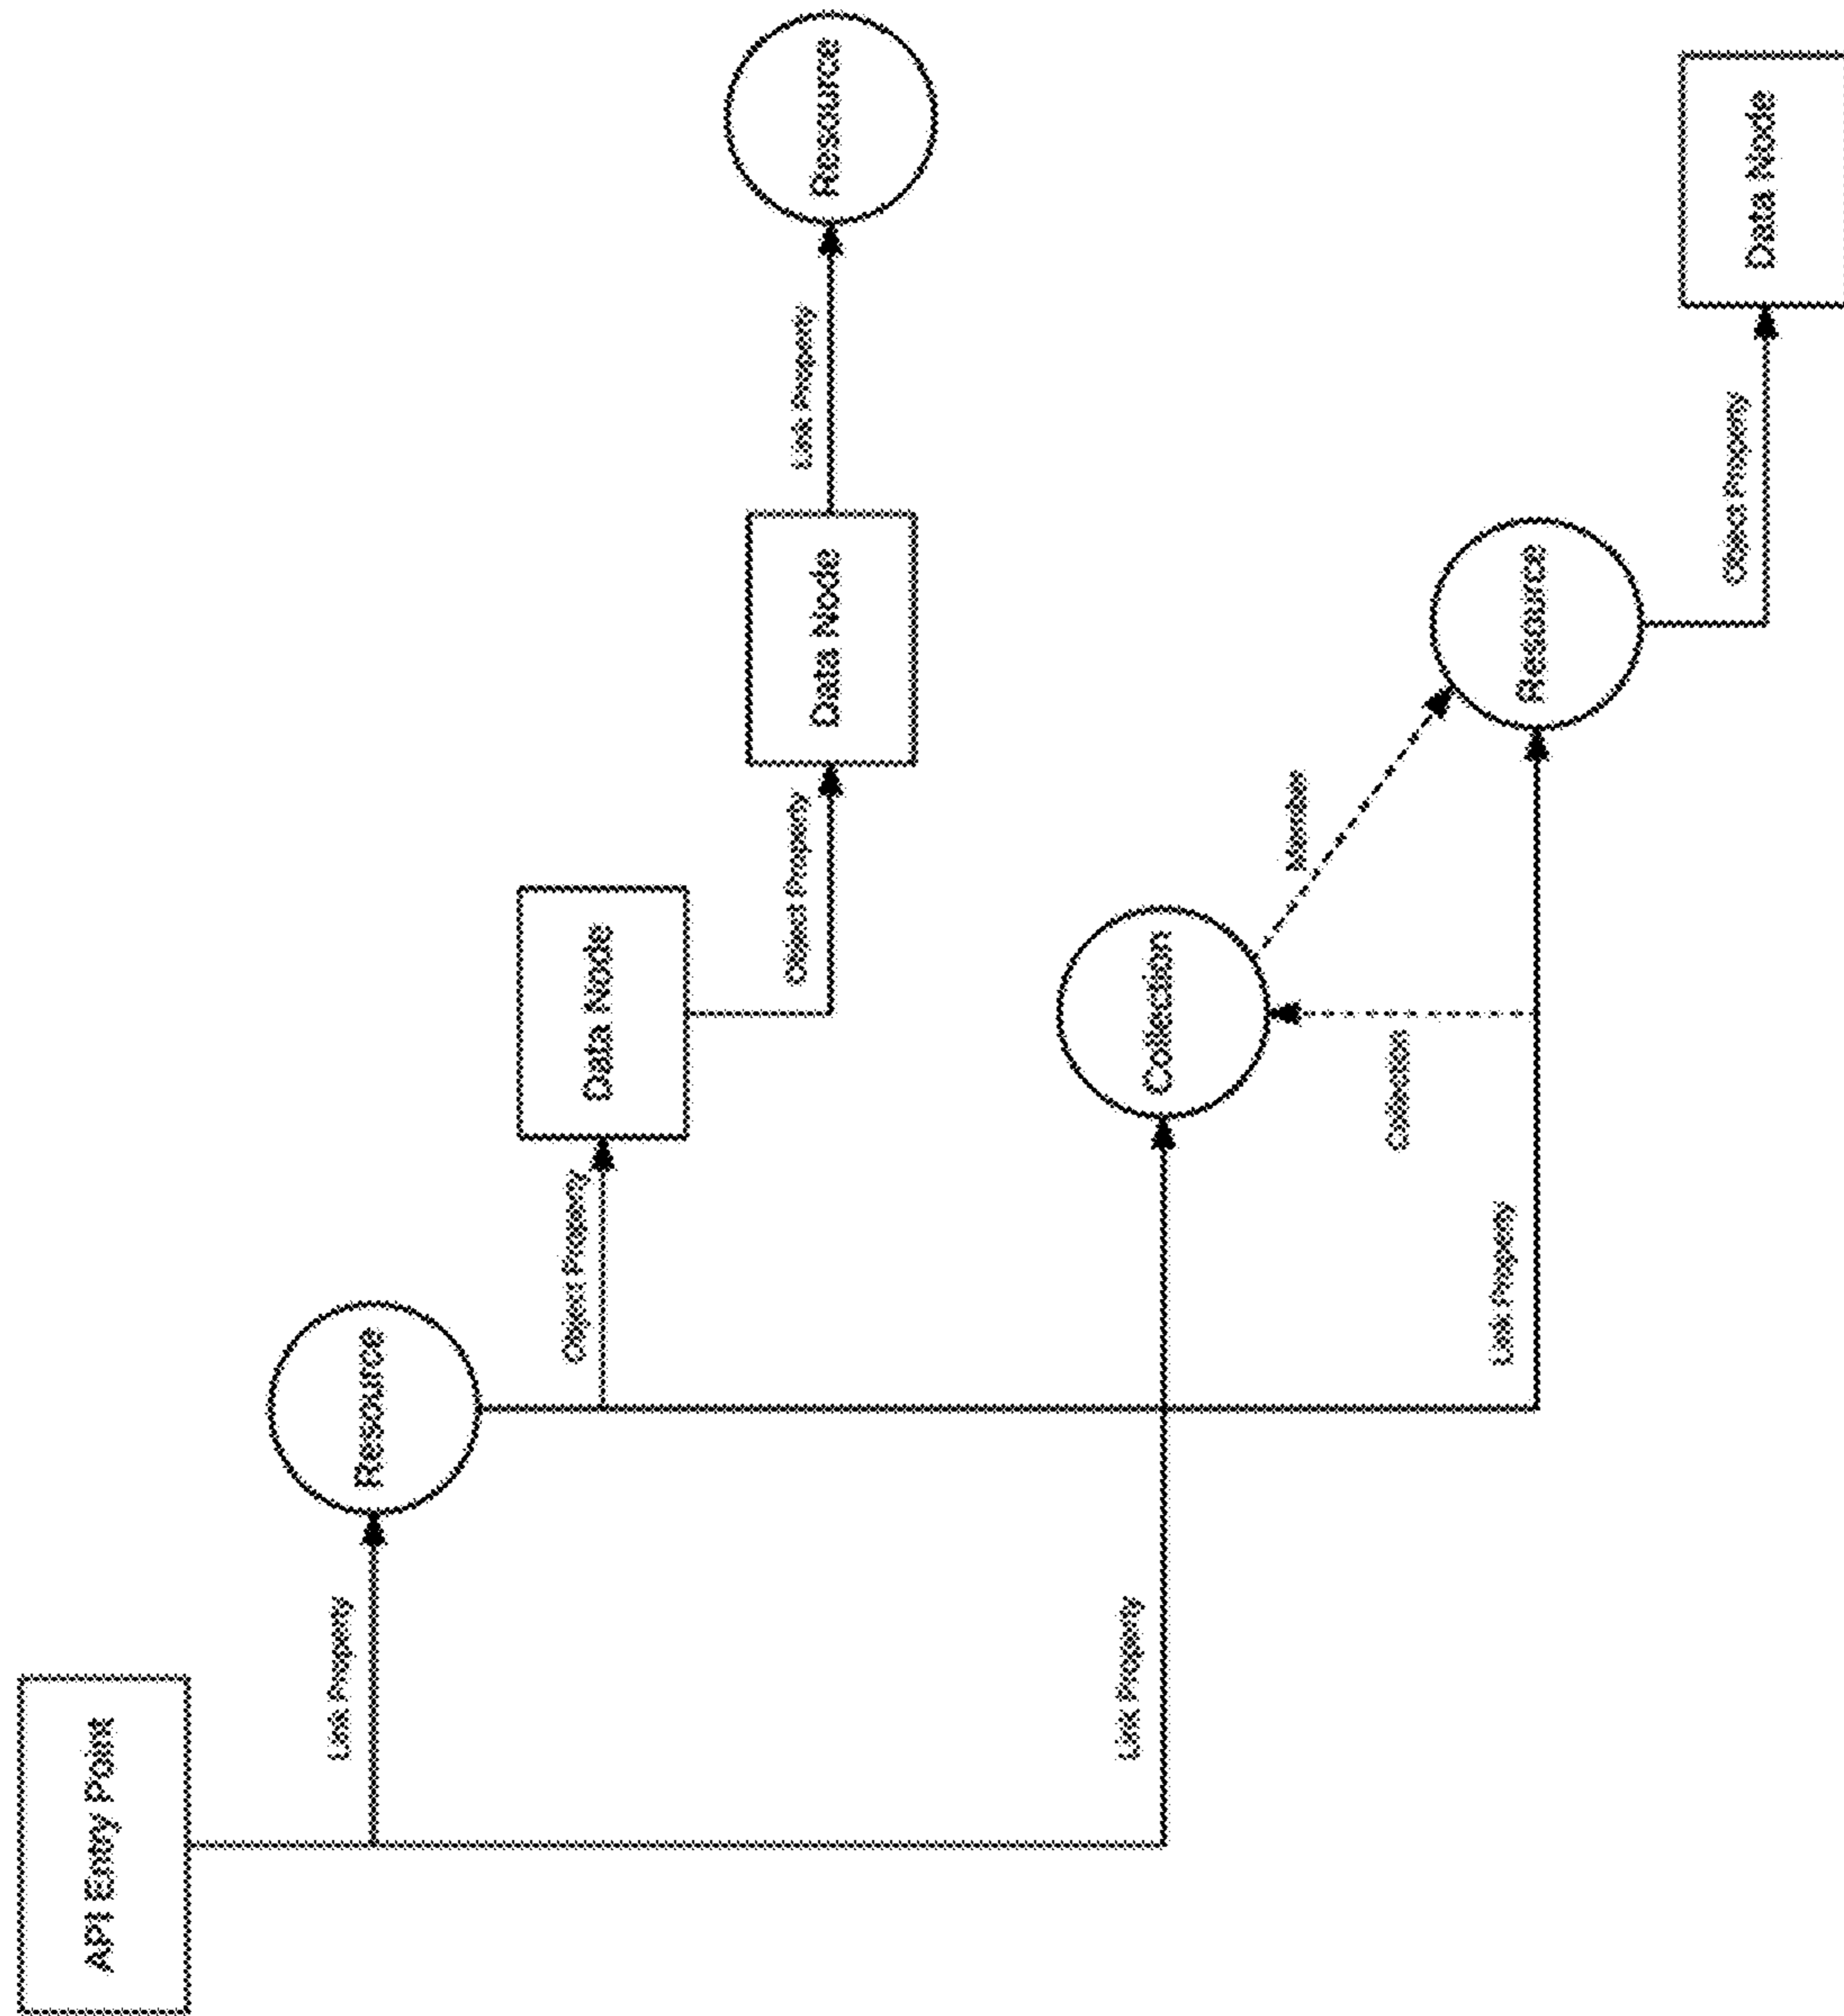 API Entry Point
Link Property
Resource
Object Property
Data Node
Object Property
Data Node
Link Property
Resource
Link Property
Collection
Collection
Member
Link Property
Resource
Object Property
Data Node